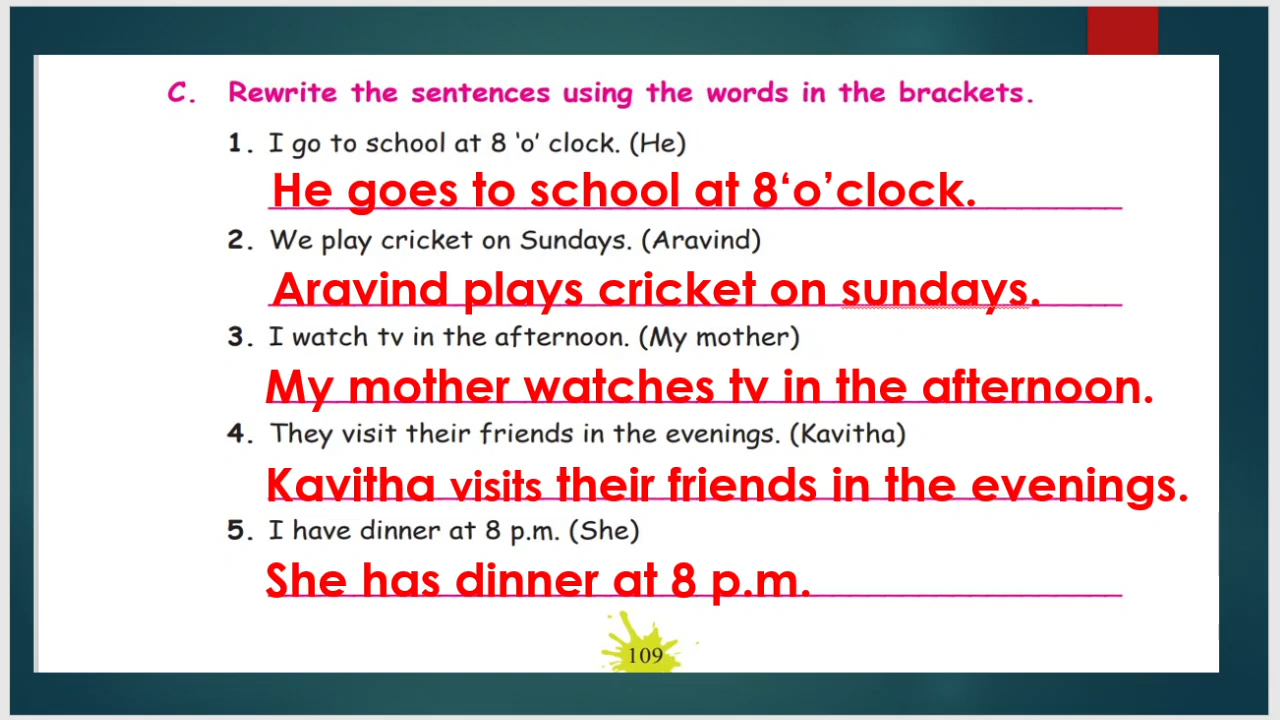 C. Rewrite the sentences using the words in the brackets.
1. I go to school at 8 ‘o’ clock. (He)
He goes to school at 8‘o’clock.
2. We play cricket on Sundays. (Aravind)
Aravind plays cricket on sundays.
3. I watch tv in the afternoon. (My mother)
My mother watches tv in the afternoon.
4. They visit their friends in the evenings. (Kavitha)
Kavitha visits their friends in the evenings.
5. I have dinner at 8 p.m. (She)
She has dinner at 8 p.m.
109